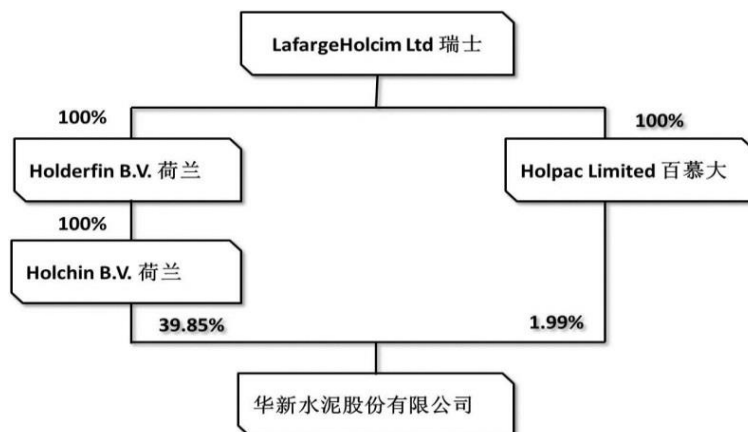 LafargeHolcim Ltd 瑞士
100%
100%
Holderfin B.V. 荷兰
Holpac Limited 百慕大
100%
Holchin B.V. 荷兰
39.85%
1.99%
华新水泥股份有限公司